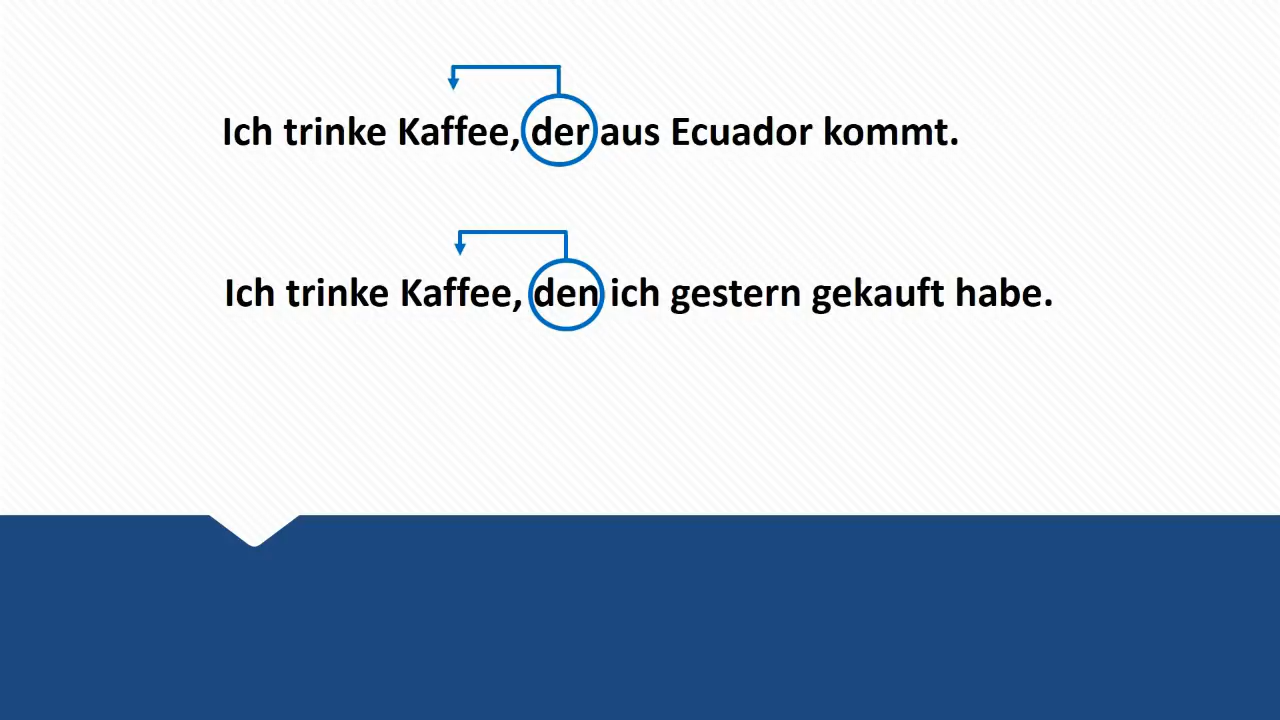 Ich trinke Kaffee, der aus Ecuador kommt.
Ich trinke Kaffee, den ich gestern gekauft habe.